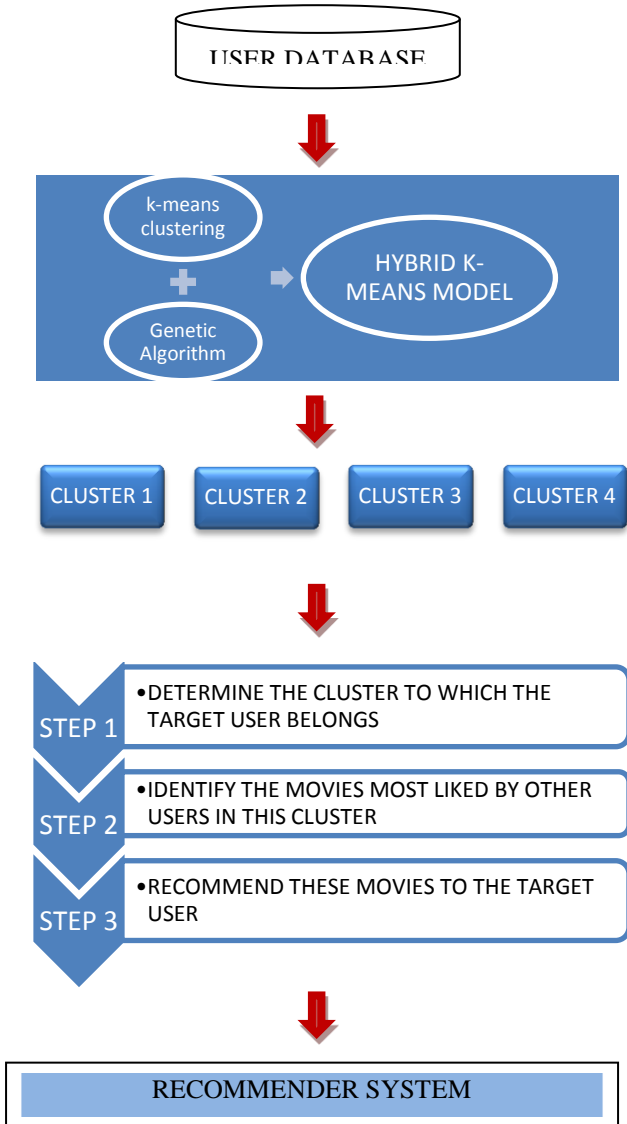 USER DATABASE
k-means
clustering
Genetic
Algorithm
HYBRID K-
MEANS MODEL
CLUSTER 1
CLUSTER 2
CLUSTER 3
CLUSTER 4
STEP 1
•DETERMINE THE CLUSTER TO WHICH THE
TARGET USER BELONGS
STEP 2
•IDENTIFY THE MOVIES MOST LIKED BY OTHER
USERS IN THIS CLUSTER
STEP 3
•RECOMMEND THESE MOVIES TO THE TARGET
USER
RECOMMENDER SYSTEM